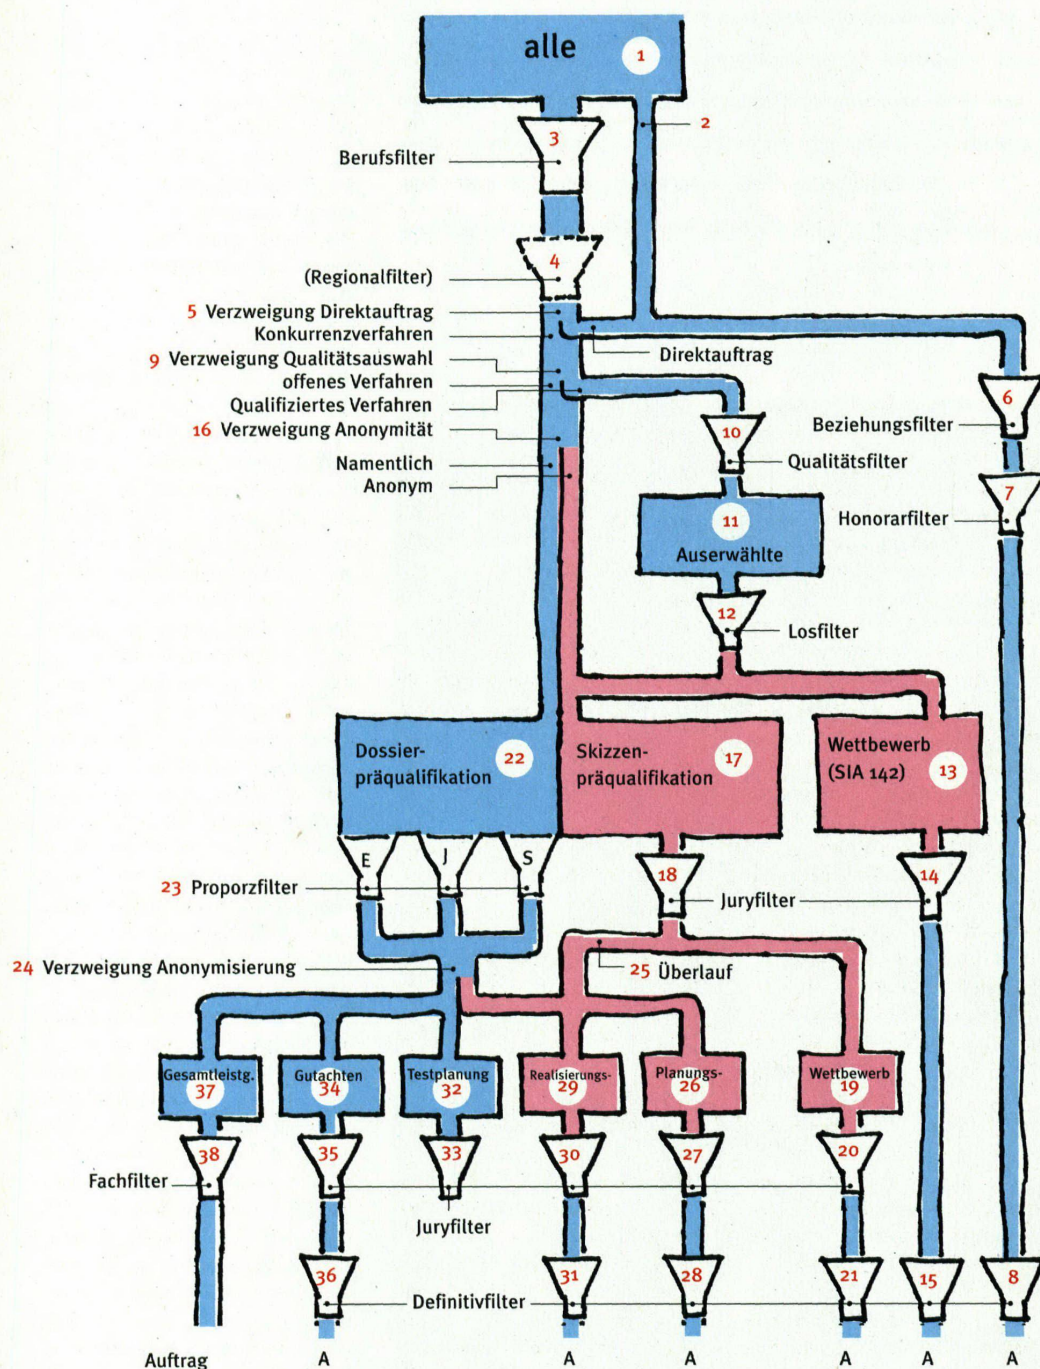 alle
1
2
3
Berufsfilter
4
(Regionalfilter)
5 Verzweigung Direktauftrag
Konkurrenzverfahren
Direktauftrag
9 Verzweigung Qualitätsauswahl
offenes Verfahren
Qualifiziertes Verfahren
16 Verzweigung Anonymität
6
Beziehungsfilter
10
Qualitätsfilter
Namentlich
Anonym
7
Honorarfilter
11
Auserwählte
12
Losfilter
Dossier-
präqualifikation
22
Skizzen-
präqualifikation
17
Wettbewerb
(SIA 142)
13
E
J
S
18
14
23 Proporzfilter
Juryfilter
24 Verzweigung Anonymisierung
25 Überlauf
Gesamtleistg.
37
Gutachten
34
Testplanung
32
Realisierungs-
29
Planungs-
26
Wettbewerb
19
38
35
33
30
27
20
Fachfilter
Juryfilter
36
31
28
21
15
8
Definitivfilter
Auftrag
A
A
A
A
A
A